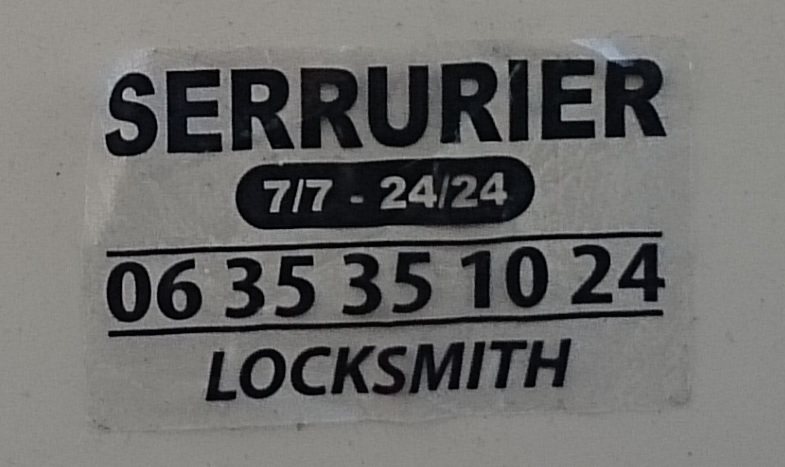 SERRURIER
7/7 - 24/24
06 35 35 10 24
LOCKSMITH